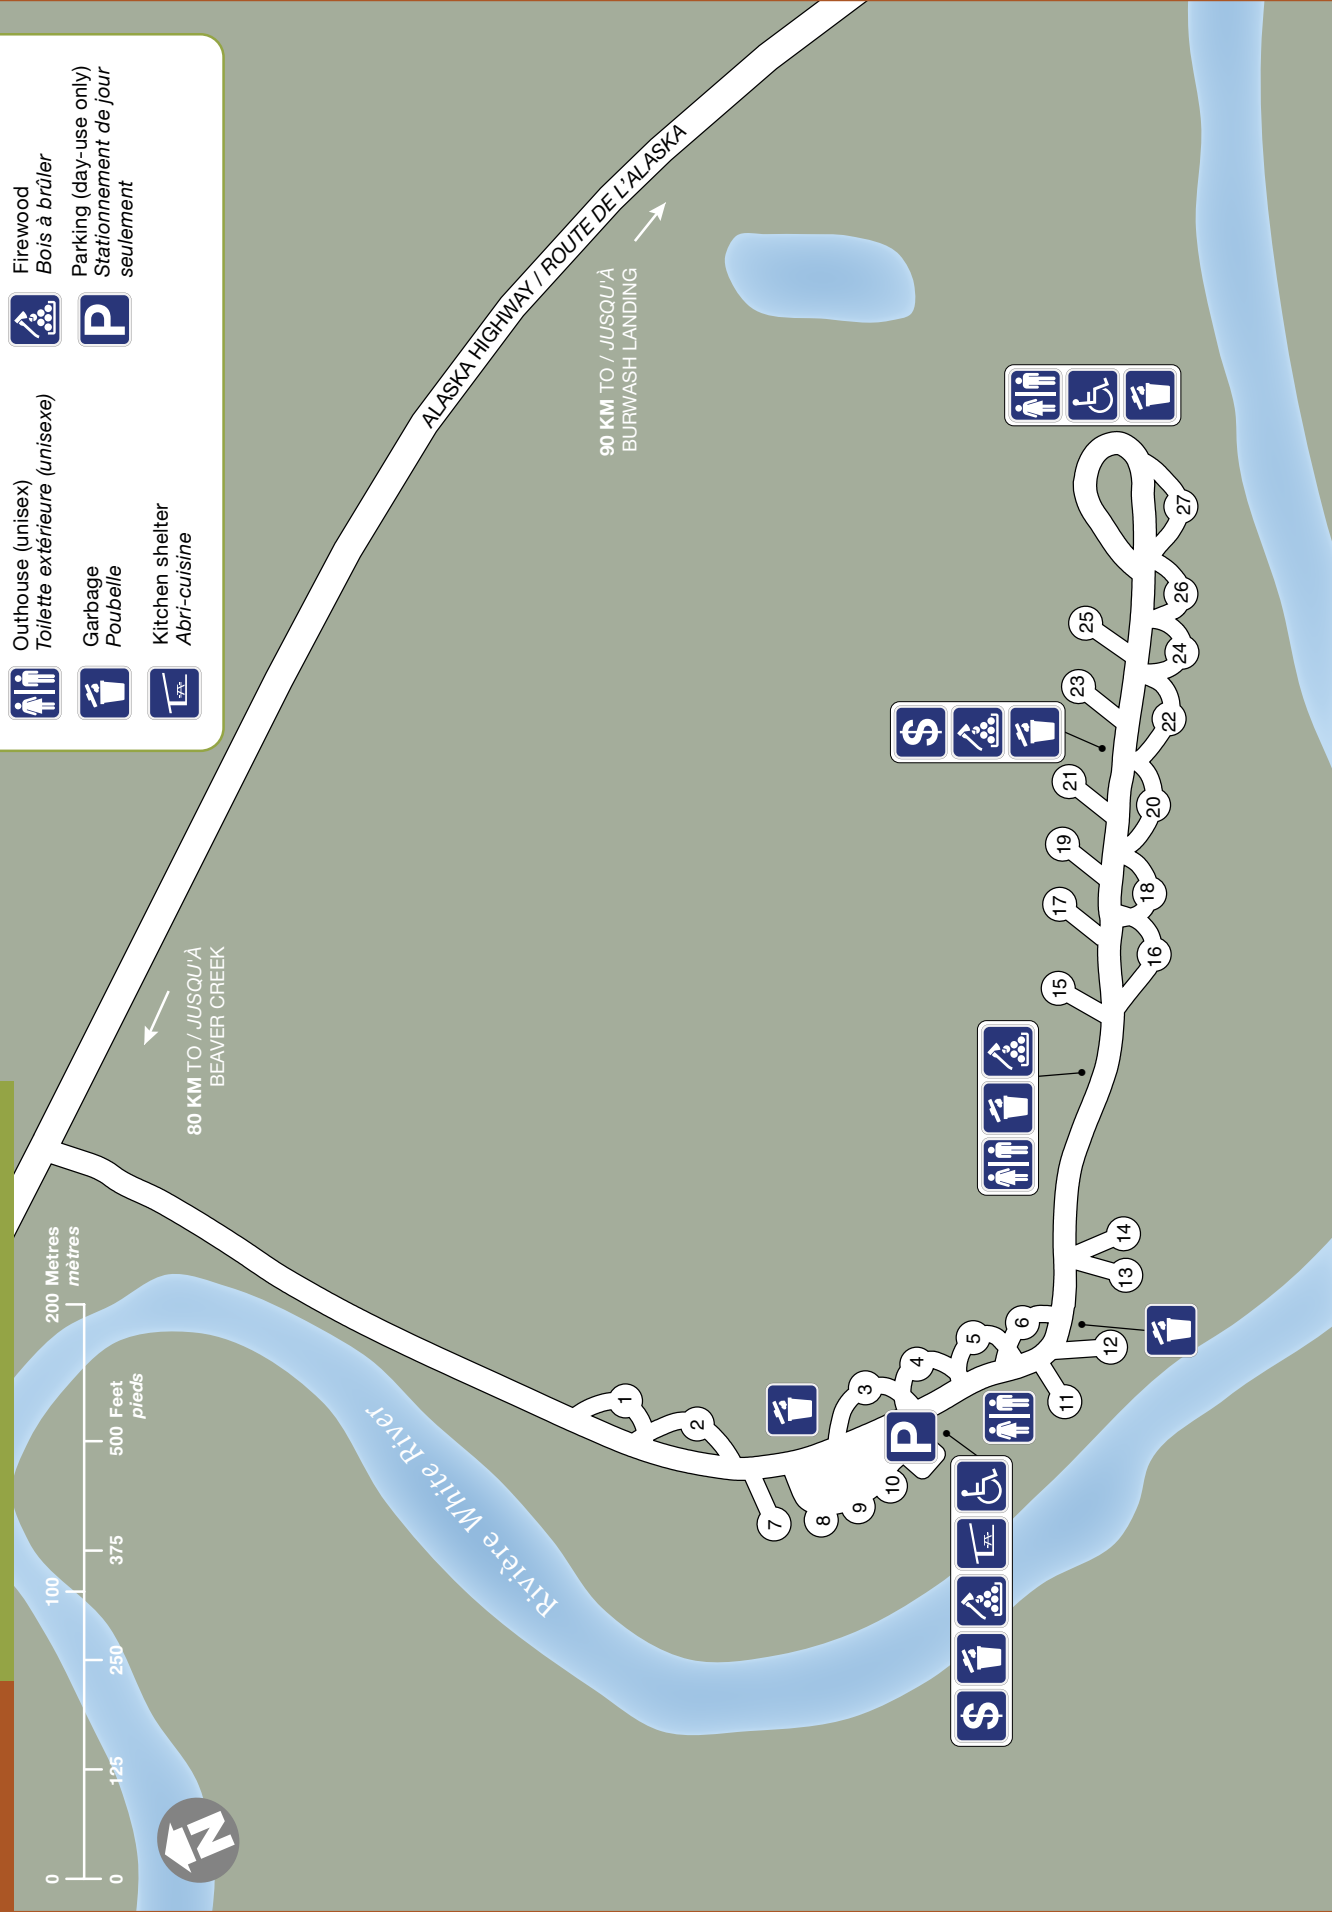 Outhouse (unisex)
Toilette extérieure (unisexe)
Garbage
Poubelle
Kitchen shelter
Abri-cuisine
Firewood
Bois à brûler
P
Parking (day-use only)
Stationnement de jour
seulement
0
100
200 Metres
mètres
0
125
250
375
500 Feet
pieds
N
80 KM TO / JUSQU'À
BEAVER CREEK
ALASKA HIGHWAY / ROUTE DE L'ALASKA
90 KM TO / JUSQU'À
BURWASH LANDING
Rivière White River
1
2
3
4
5
6
7
8
9
10
P
$
11
12
13
14
15
16
17
18
19
20
21
$
22
23
24
25
26
27